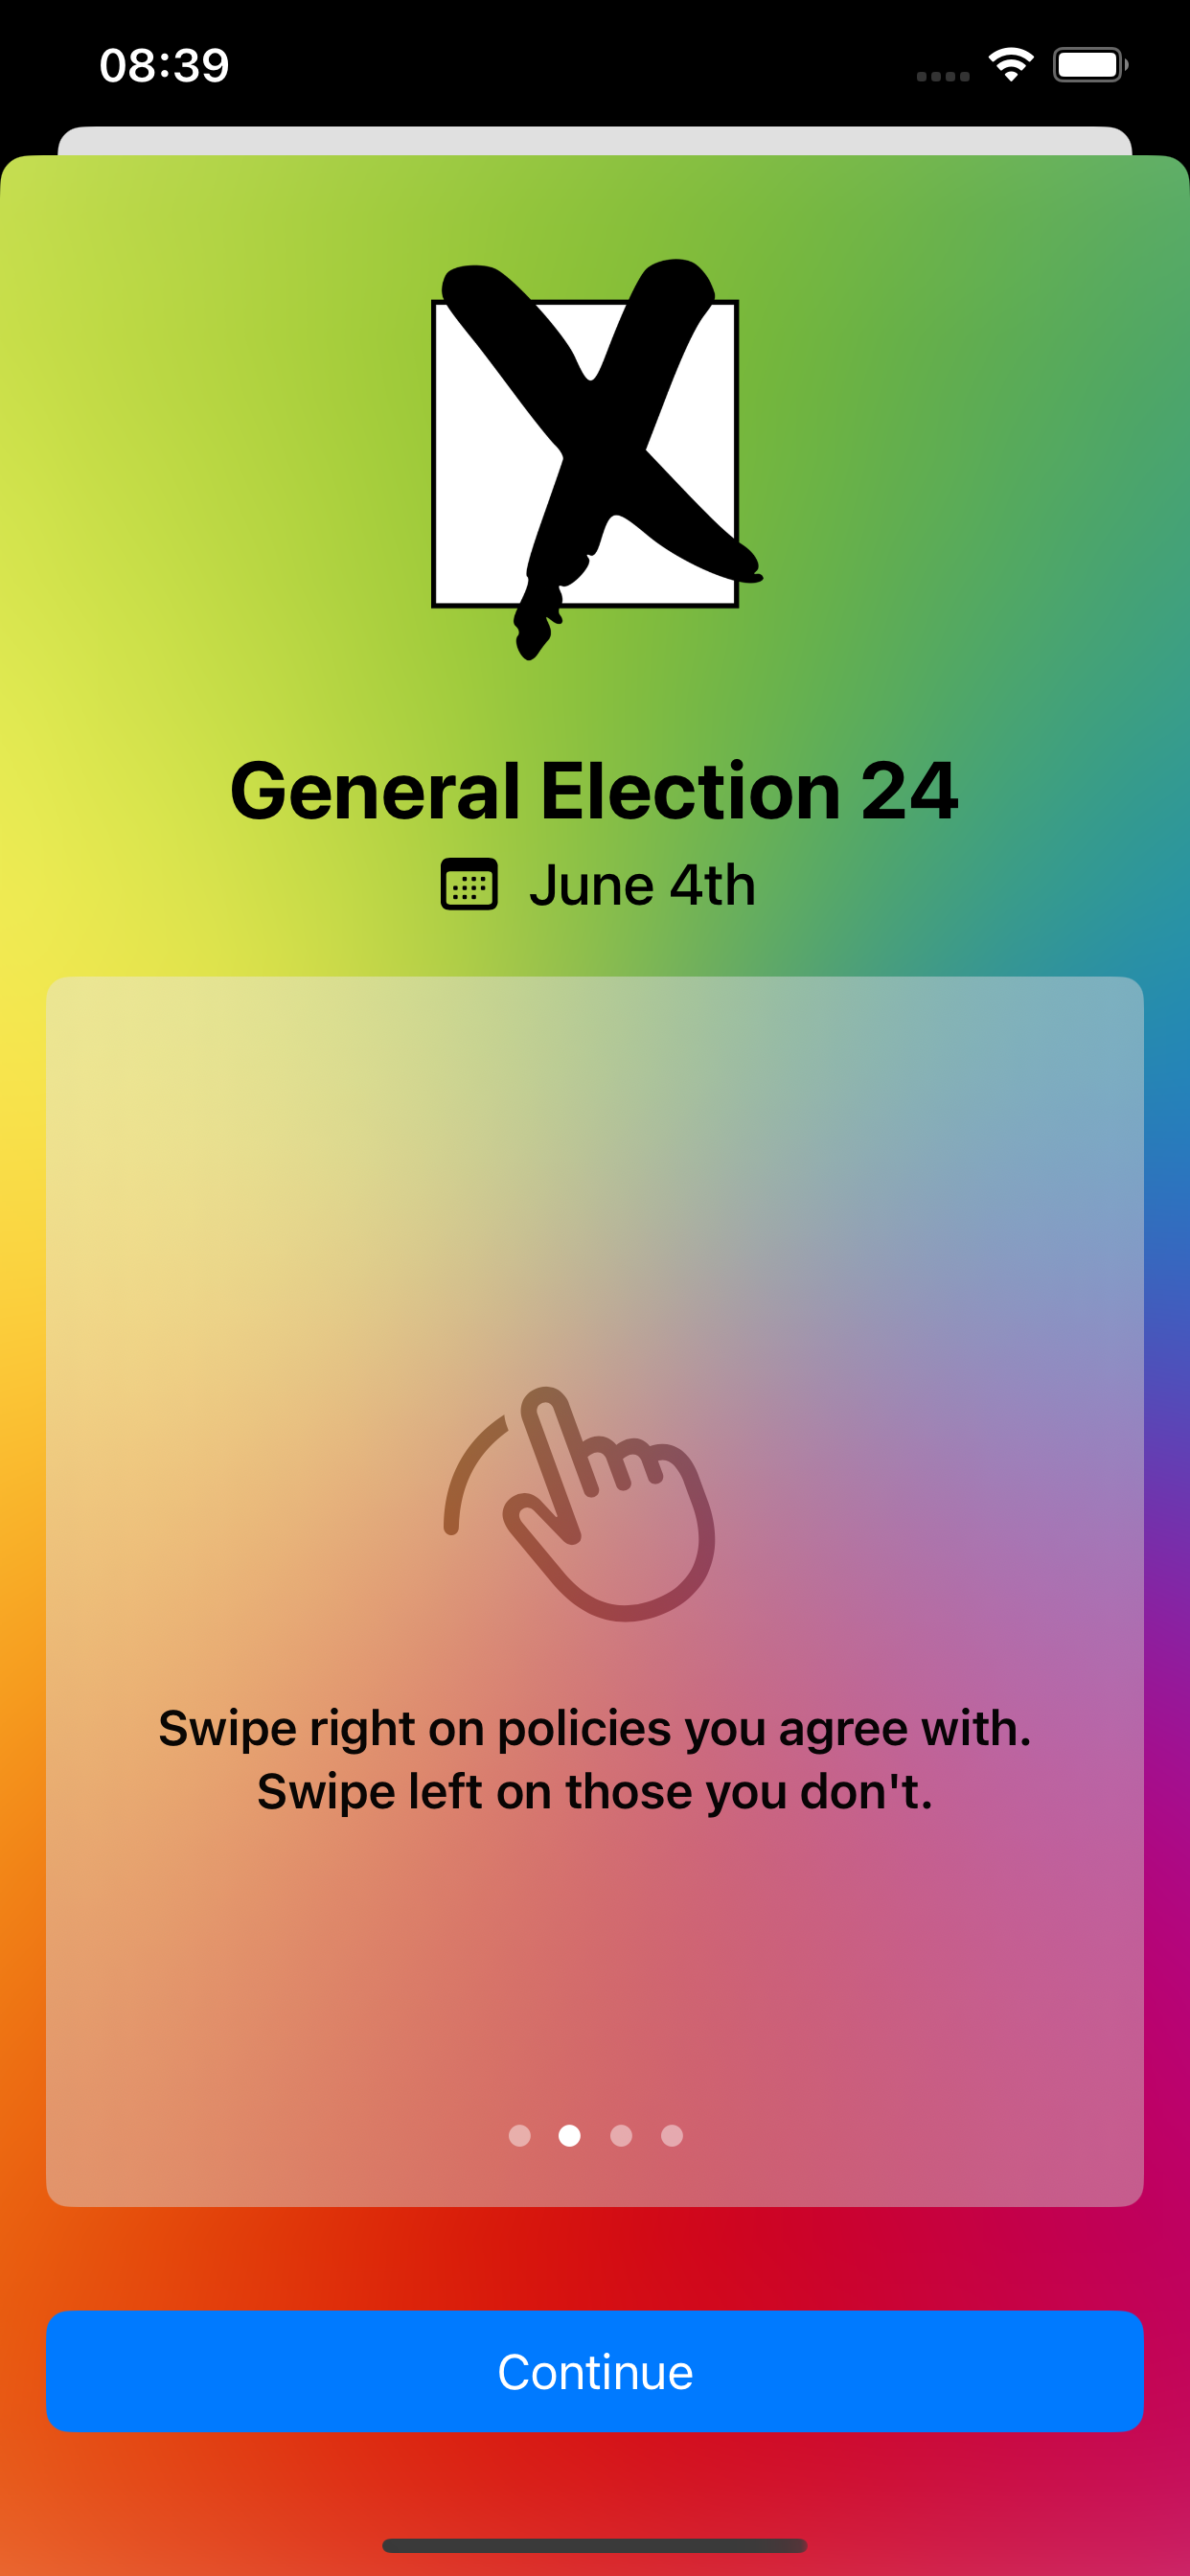 08:39
General Election 24
June 4th
Swipe right on policies you agree with.
Swipe left on those you don't.
Continue